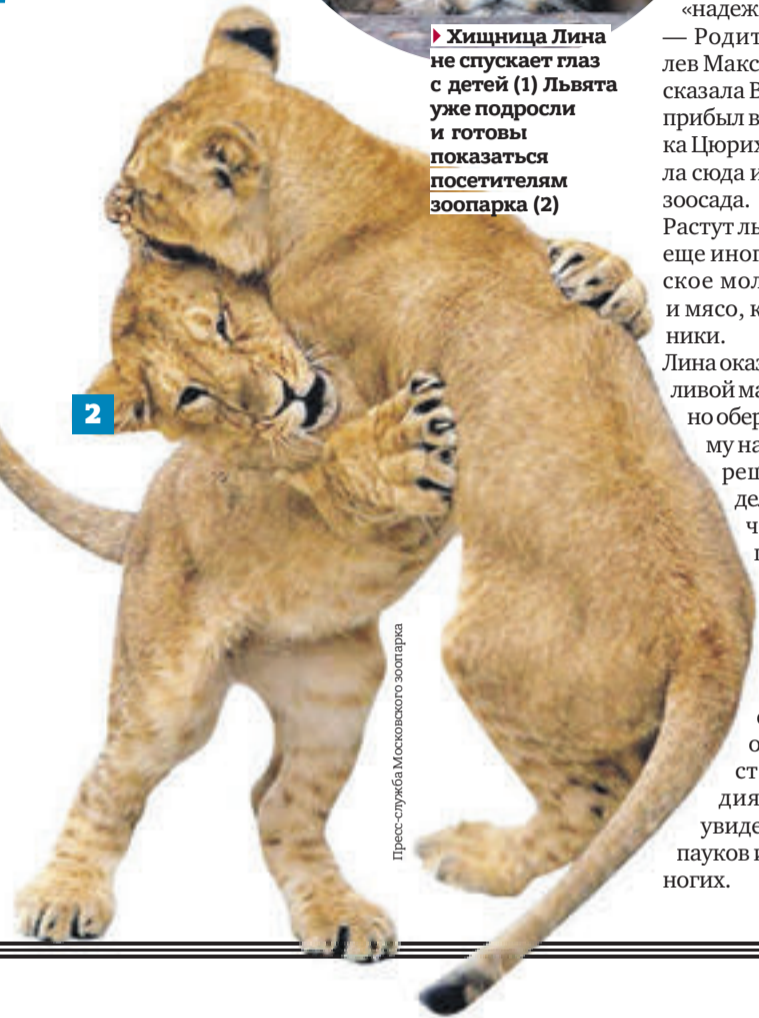 Хищница Лина
не спускает глаз
с детей (1) Львята
уже подросли
и готовы
показаться
посетителям
зоопарка (2)
2
Пресс-служба Московского зоопарка
«надеж
— Родит
лев Макс
сказала В
прибыл в
ка Цюрих
ла сюда и
зоосада.
Растут ль
еще иног
ское мол
и мясо, к
ники.
Лина оказ
ливой ма
но обер
му на
реш
де
ч
о
ст
дия
увиде
пауков и
ногих.